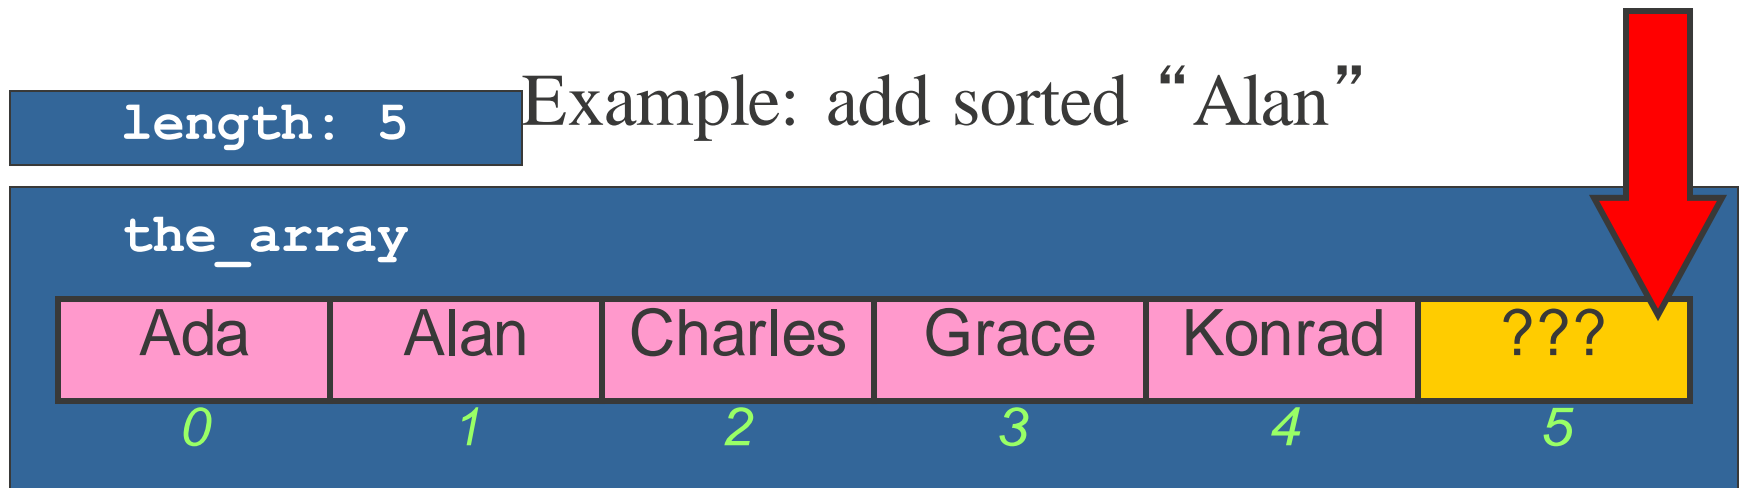 Example: add sorted “Alan”
length: 5
the_array
Ada Alan Charles Grace Konrad ???
0 1 2 3 4 5